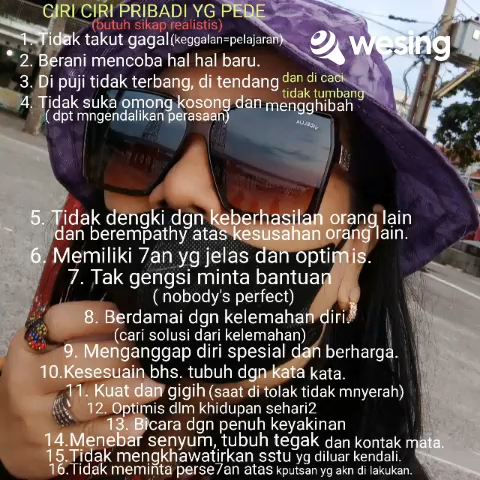 CIRI CIRI PRIBADI YG PEDE
(butuh sikap realistis)
wesing
1. Tidak takut gagal(keggalan=pelajaran)
2. Berani mencoba hal hal baru.
3. Di puji tidak terbang, di tendang dan di caci
tidak tumbang
4. Tidak suka omong kosong dan mengghibah
( dpt mngendalikan perasaan)
5. Tidak dengki dgn keberhasilan orang lain
dan berempathy atas kesusahan orang lain.
6. Memiliki 7an yg jelas dan optimis.
7. Tak gengsi minta bantuan
( nobody's perfect)
8. Berdamai dgn kelemahan diri.
(cari solusi dari kelemahan)
9. Menganggap diri spesial dan berharga.
10.Kesesuain bhs. tubuh dgn kata kata.
11. Kuat dan gigih (saat di tolak tidak mnyerah)
12. Optimis dlm khidupan sehari2
13. Bicara dgn penuh keyakinan
14.Menebar senyum, tubuh tegak dan kontak mata.
15.Tidak mengkhawatirkan sstu yg diluar kendali.
16.Tidak meminta perse7an atas kputsan yg akn di lakukan.